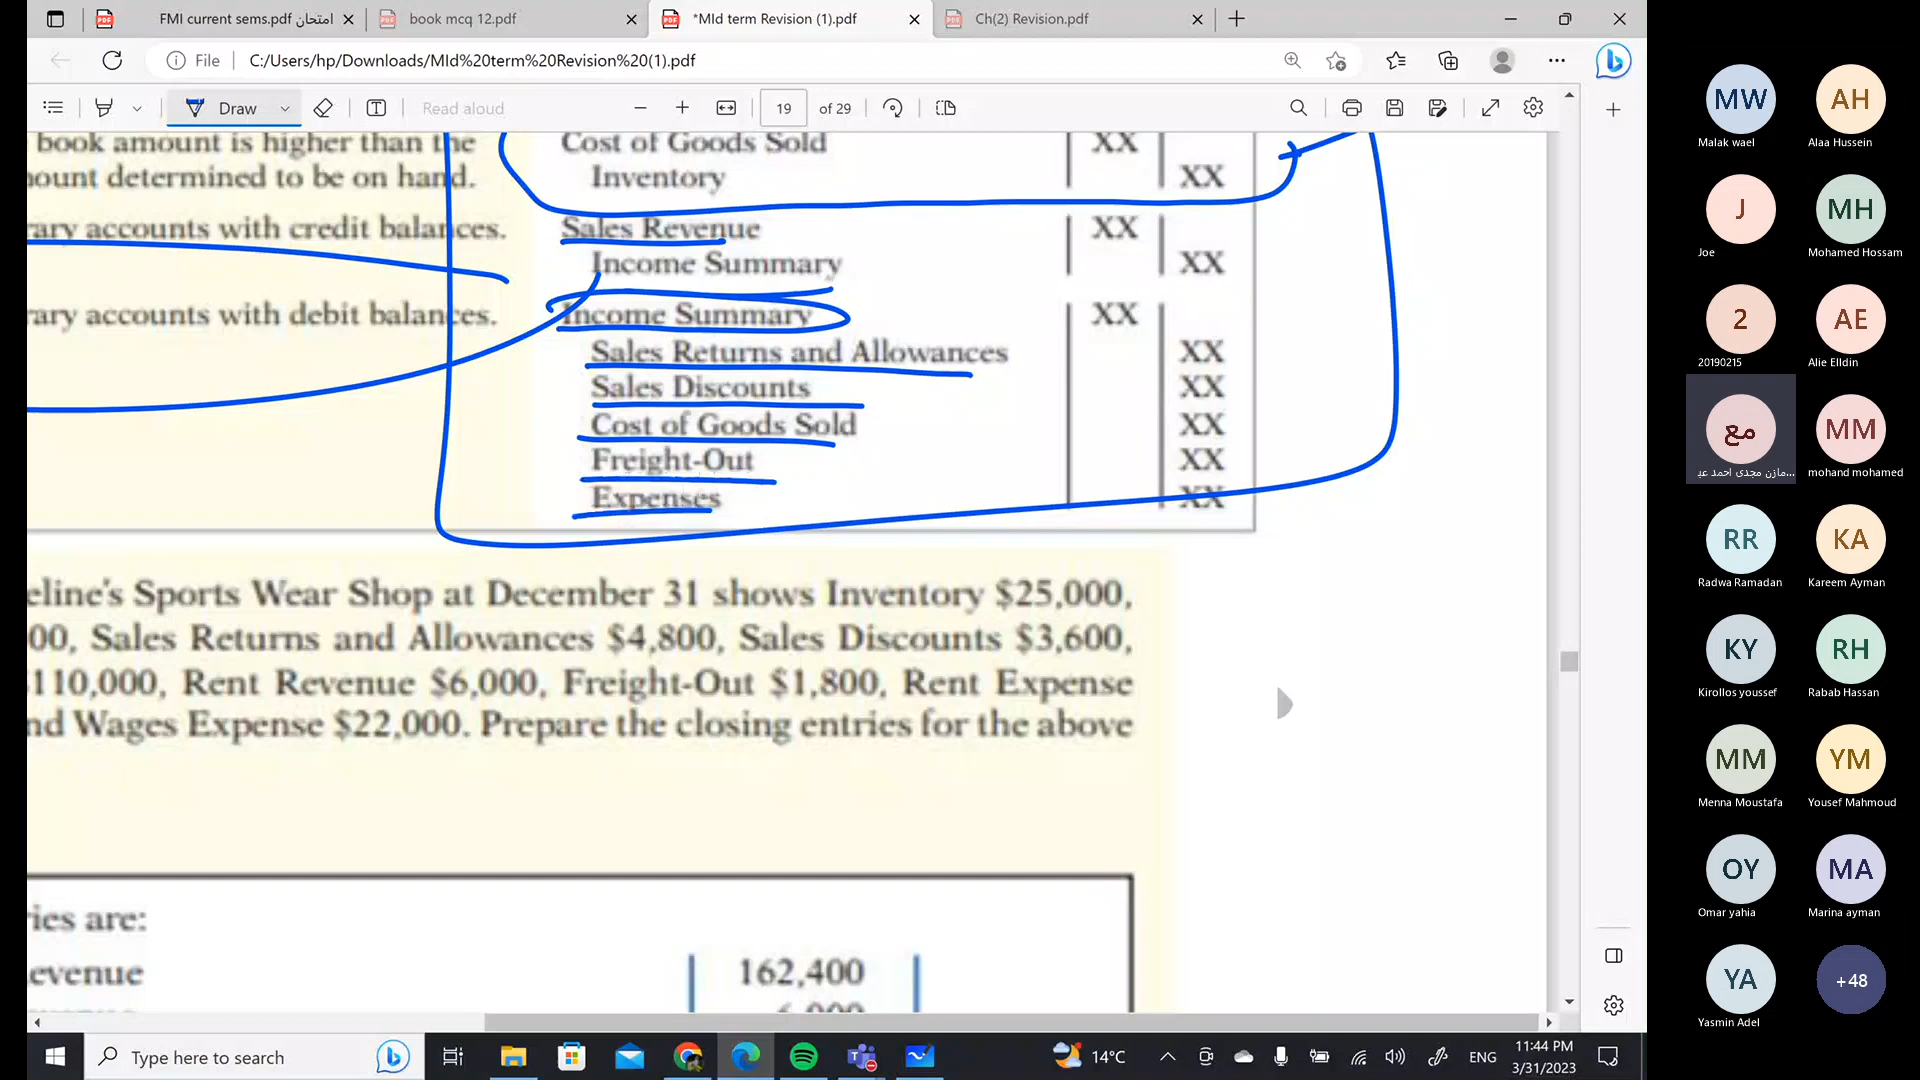 FMI current sems.pdf امتحان
book mcq 12.pdf
*MId term Revision (1).pdf
Ch(2) Revision.pdf
File
C:/Users/hp/Downloads/MId%20term%20Revision%20(1).pdf
Draw
Read aloud
19
of 29
book amount is higher than the
Cost of Goods Sold XX
ount determined to be on hand.
Inventory XX
rary accounts with credit balances.
Sales Revenue XX
Income Summary XX
rary accounts with debit balances.
Income Summary XX
Sales Returns and Allowances XX
Sales Discounts XX
Cost of Goods Sold XX
Freight-Out XX
Expenses XX
eline's Sports Wear Shop at December 31 shows Inventory $25,000,
00, Sales Returns and Allowances $4,800, Sales Discounts $3,600,
110,000, Rent Revenue $6,000, Freight-Out $1,800, Rent Expense
nd Wages Expense $22,000. Prepare the closing entries for the above
ries are:
evenue 162,400
6,000
MW
Malak wael
AH
Alaa Hussein
J
Joe
MH
Mohamed Hossam
2
20190215
AE
Alie Elldin
مع
مازن مجدى احمد عبد...
MM
mohand mohamed
RR
Radwa Ramadan
KA
Kareem Ayman
KY
Kirollos youssef
RH
Rabab Hassan
MM
Menna Moustafa
YM
Yousef Mahmoud
OY
Omar yahia
MA
Marina ayman
YA
Yasmin Adel
+48
Type here to search
14°C
ENG
11:44 PM
3/31/2023